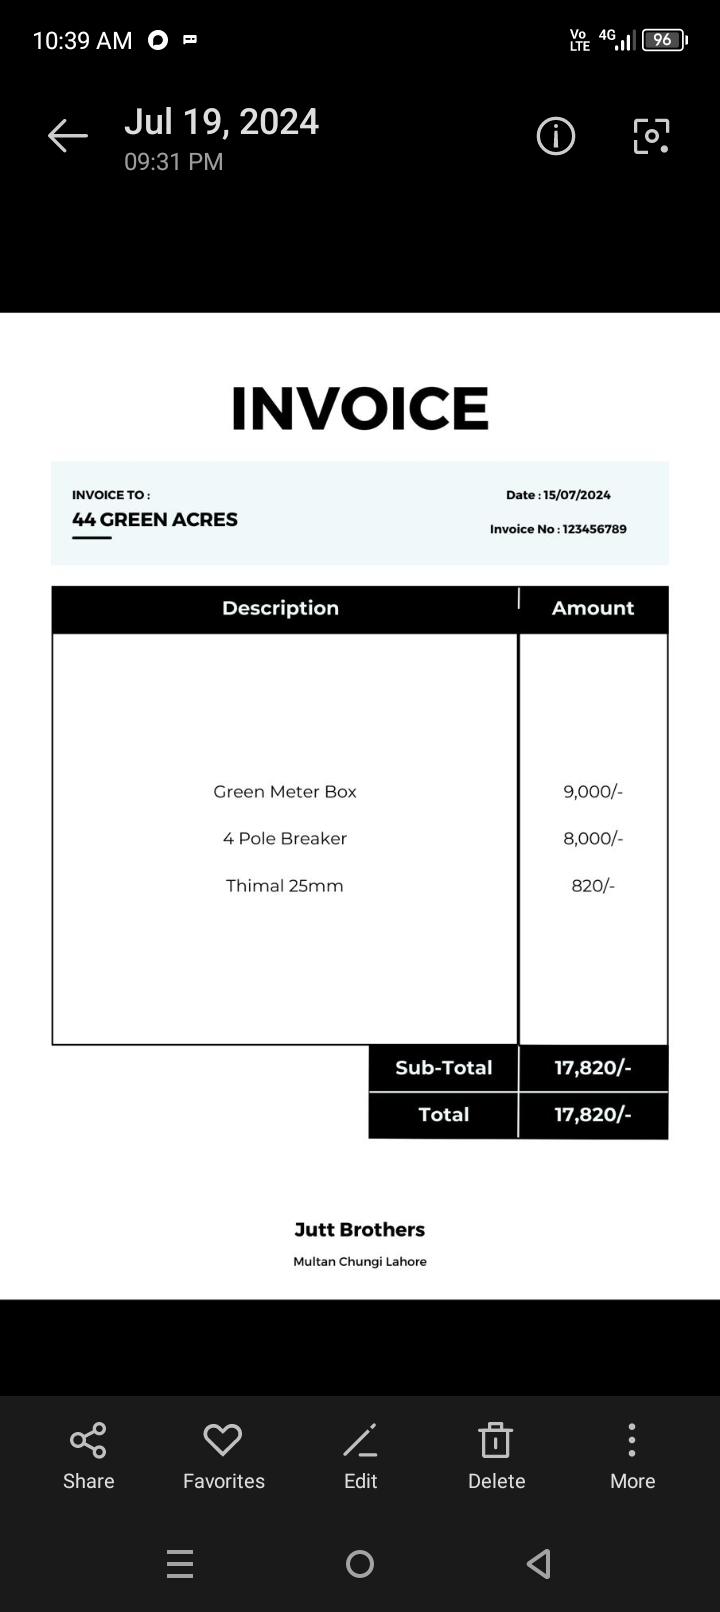 10:39 AM Vo LTE 4G 96
Jul 19, 2024
09:31 PM
INVOICE
INVOICE TO :
44 GREEN ACRES
Date : 15/07/2024
Invoice No : 123456789
Description Amount
Green Meter Box 9,000/-
4 Pole Breaker 8,000/-
Thimal 25mm 820/-
Sub-Total 17,820/-
Total 17,820/-
Jutt Brothers
Multan Chungi Lahore
Share Favorites Edit Delete More